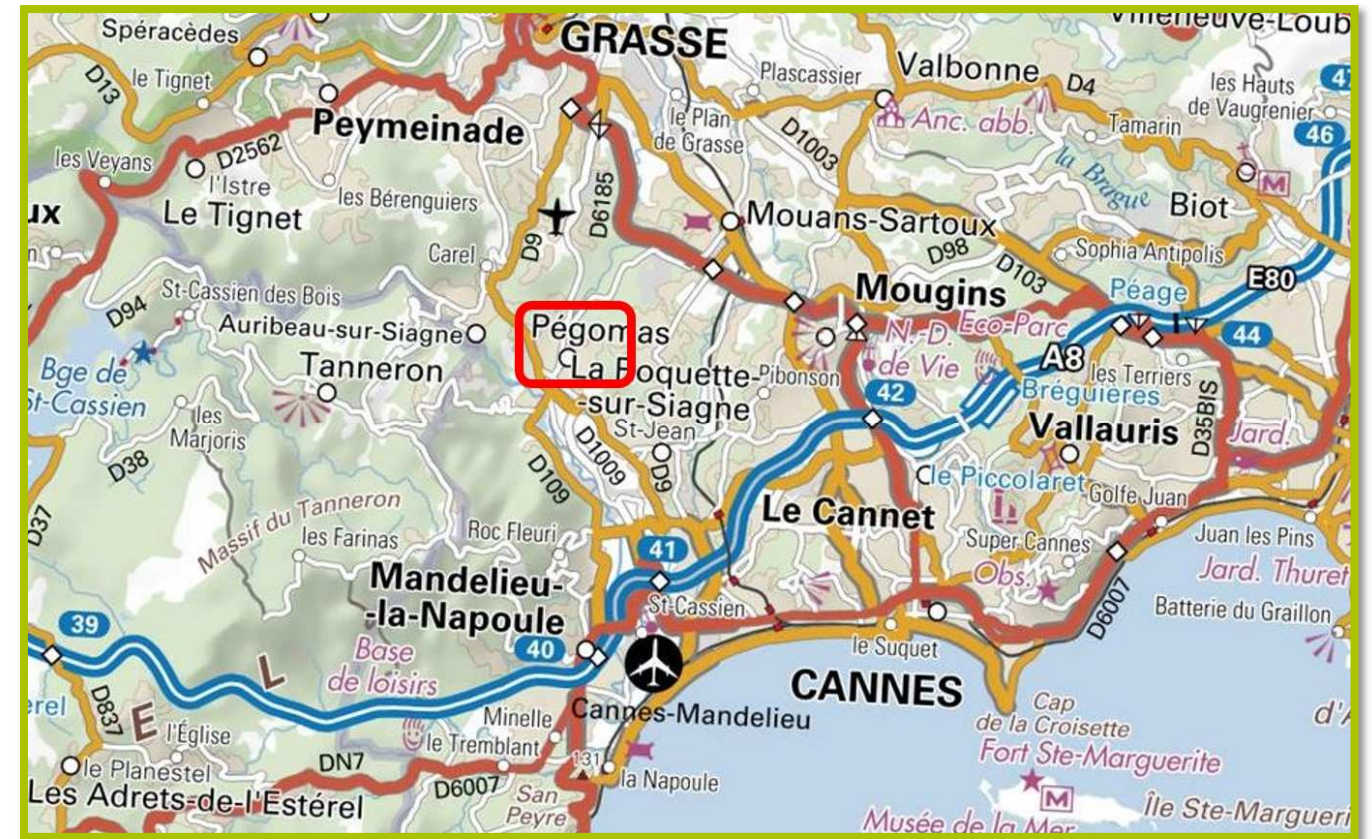 Spéracèdes
GRASSE
Villeneuve-Loub
D13
le Tignet
Plascassier
Valbonne
D4
les Hauts
de Vaugrenier
47
Peymeinade
le Plan
de Grasse
D1003
Anc. abb.
Tamarin
46
les Veyans
D2562
l'Istre
Le Tignet
les Bérenguiers
D6185
la Brague
M
Biot
ux
D9
Mouans-Sartoux
Carel
D98
D103
Sophia Antipolis
E80
D94
St-Cassien des Bois
Mougins
Péage
Auribeau-sur-Siagne
Pégomas
N.-D.
de Vie
Eco-Parc
A8
44
Bge de
St-Cassien
Tanneron
La Roquette-
-sur-Siagne
Pibonson
42
les Terriers
Bréguières
les
Marjoris
St-Jean
Vallauris
D35BIS
Jard.
D38
D109
D1009
D9
le Piccolaret
Golfe Juan
D37
Massif du Tanneron
les Farinas
Roc Fleuri
Le Cannet
Super Cannes
Juan les Pins
41
Obs.
Jard. Thuret
Mandelieu-
-la-Napoule
St-Cassien
D6007
Batterie du Graillon
39
40
le Suquet
Base
de loisirs
L
CANNES
erel
D837
E
l'Église
Minelle
Cannes-Mandelieu
Cap
de la Croisette
d'A
le Tremblant
Fort Ste-Marguerite
le Planestel
DN7
131
la Napoule
Les Adrets-de-l'Estérel
D6007
San
Peyre
M
Île Ste-Margueri
Musée de la Mer